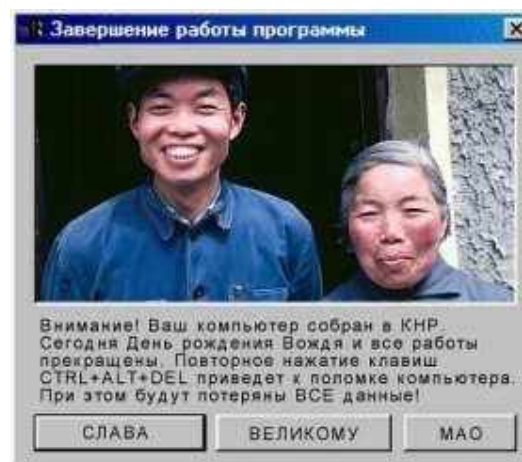 Завершение работы программы
Внимание! Ваш компьютер собран в КНР.
Сегодня День рождения Вождя и все работы
прекращены. Повторное нажатие клавиш
CTRL+ALT+DEL приведет к поломке компьютера.
При этом будут потеряны ВСЕ данные!
СЛАВА ВЕЛИКОМУ МАО